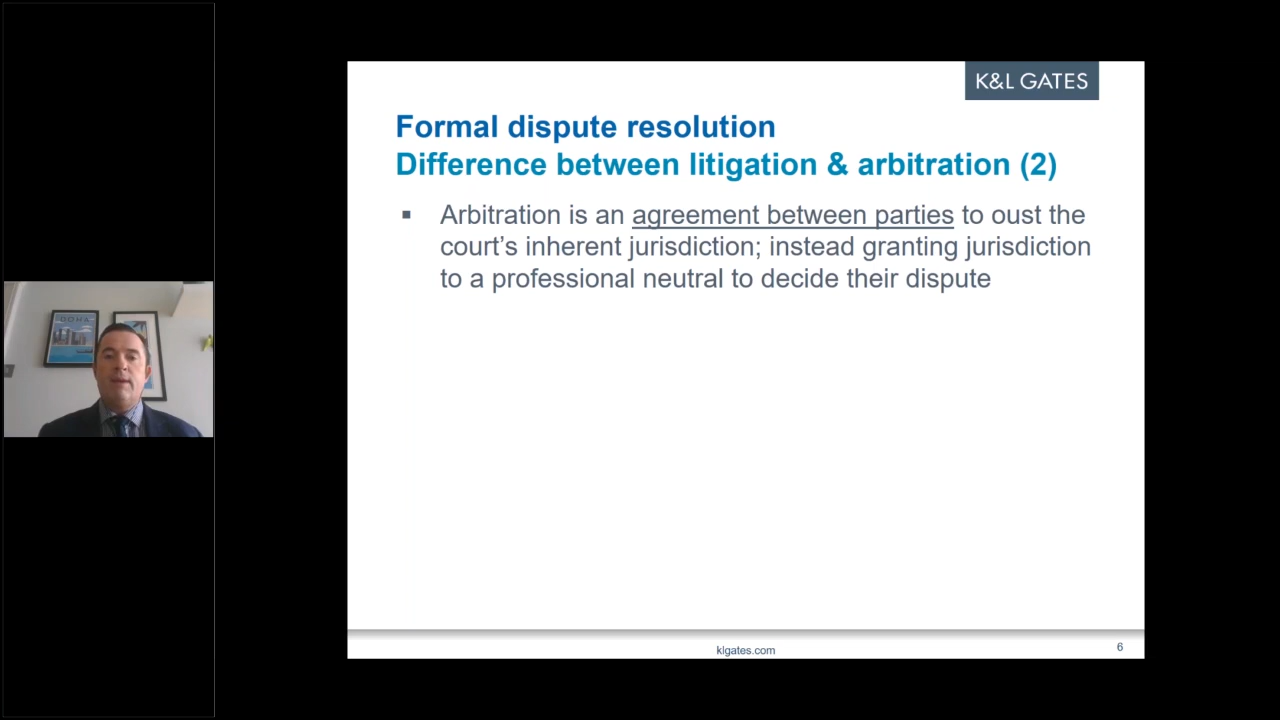 K&L GATES
Formal dispute resolution
Difference between litigation & arbitration (2)
▪ Arbitration is an agreement between parties to oust the
court’s inherent jurisdiction; instead granting jurisdiction
to a professional neutral to decide their dispute
klgates.com
6
DOHA